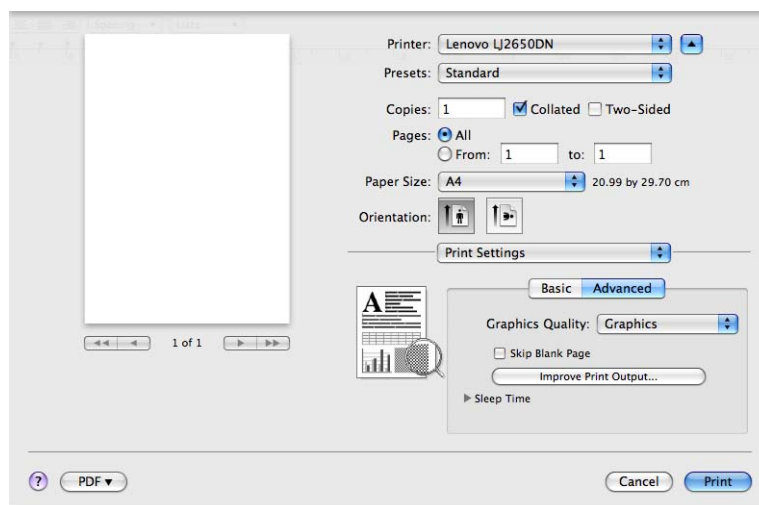 Spacing Lists
Printer: Lenovo LJ2650DN
Presets: Standard
Copies: 1 Collated Two-Sided
Pages: All
From: 1 to: 1
Paper Size: A4 20.99 by 29.70 cm
Orientation:
Print Settings
Basic Advanced
A
Graphics Quality: Graphics
1 of 1
Skip Blank Page
Improve Print Output...
Sleep Time
? PDF Cancel Print